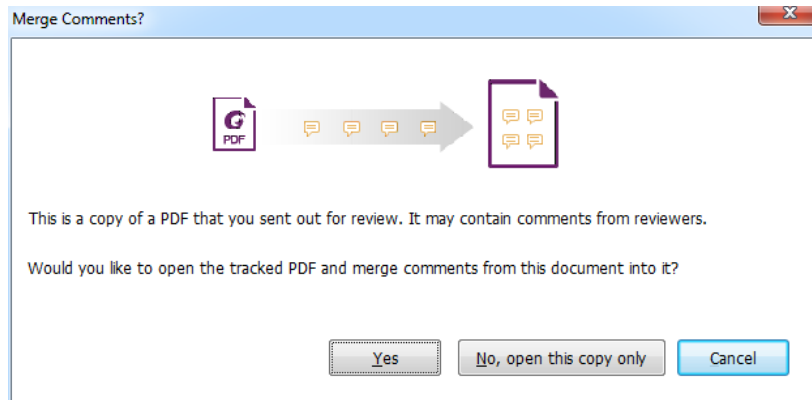 Merge Comments?
PDF
This is a copy of a PDF that you sent out for review. It may contain comments from reviewers.
Would you like to open the tracked PDF and merge comments from this document into it?
Yes
No, open this copy only
Cancel